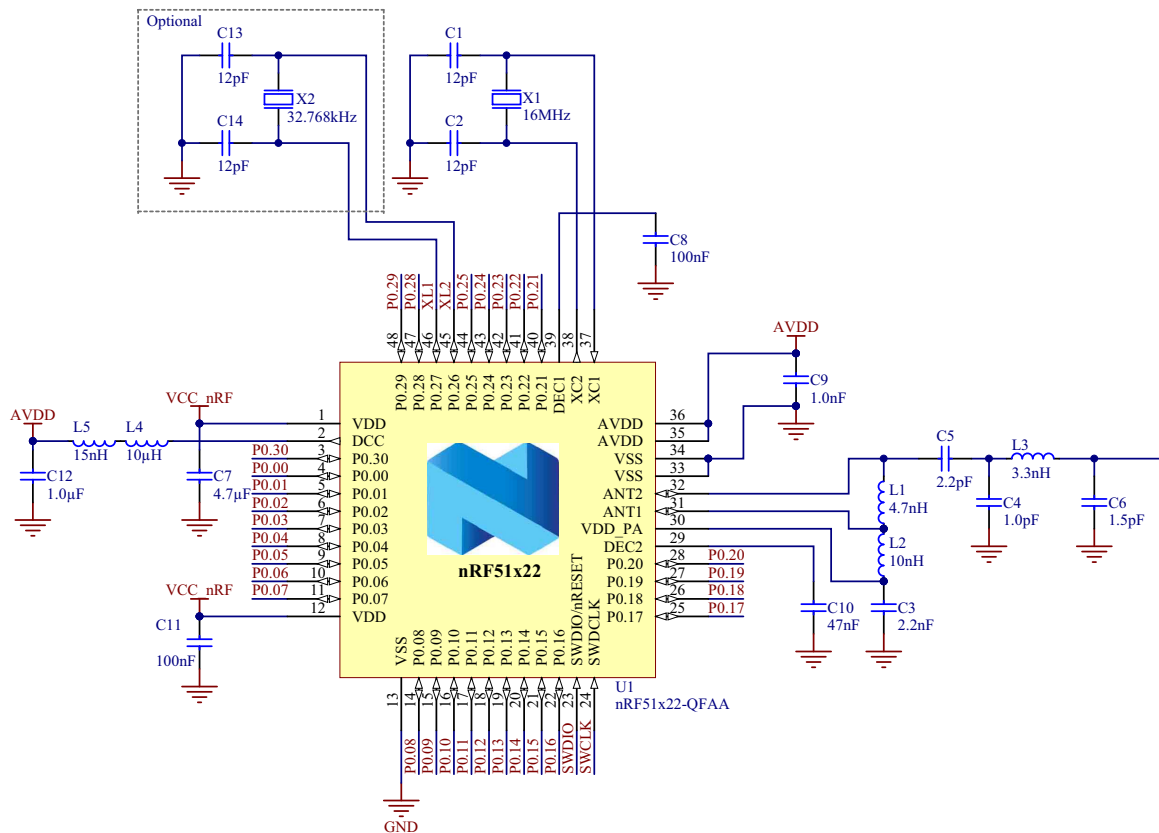 Optional
C13
12pF
X2
32.768kHz
C14
12pF
C1
12pF
X1
16MHz
C2
12pF
C8
100nF
P0.29
P0.28
XL1
XL2
P0.25
P0.24
P0.23
P0.22
P0.21
48
47
46
45
44
43
42
41
40
39
38
37
P0.29
P0.28
P0.27
P0.26
P0.25
P0.24
P0.23
P0.22
P0.21
DEC1
XC2
XC1
AVDD
C9
1.0nF
VCC_nRF
AVDD
L5
15nH
L4
10µH
C12
1.0µF
C7
4.7µF
1 VDD
2 DCC
P0.30 3 P0.30
P0.00 4 P0.00
P0.01 5 P0.01
P0.02 6 P0.02
P0.03 7 P0.03
P0.04 8 P0.04
P0.05 9 P0.05
P0.06 10 P0.06
P0.07 11 P0.07
VCC_nRF
12 VDD
C11
100nF
nRF51x22
AVDD 36
AVDD 35
VSS 34
VSS 33
ANT2 32
ANT1 31
VDD_PA 30
DEC2 29
P0.20 28 P0.20
P0.19 27 P0.19
P0.18 26 P0.18
P0.17 25 P0.17
C5
2.2pF
L3
3.3nH
L1
4.7nH
C4
1.0pF
C6
1.5pF
L2
10nH
C10
47nF
C3
2.2nF
VSS
P0.08
P0.09
P0.10
P0.11
P0.12
P0.13
P0.14
P0.15
P0.16
SWDIO/nRESET
SWDCLK
U1
nRF51x22-QFAA
13
14
15
16
17
18
19
20
21
22
23
24
P0.08
P0.09
P0.10
P0.11
P0.12
P0.13
P0.14
P0.15
P0.16
SWDIO
SWCLK
GND